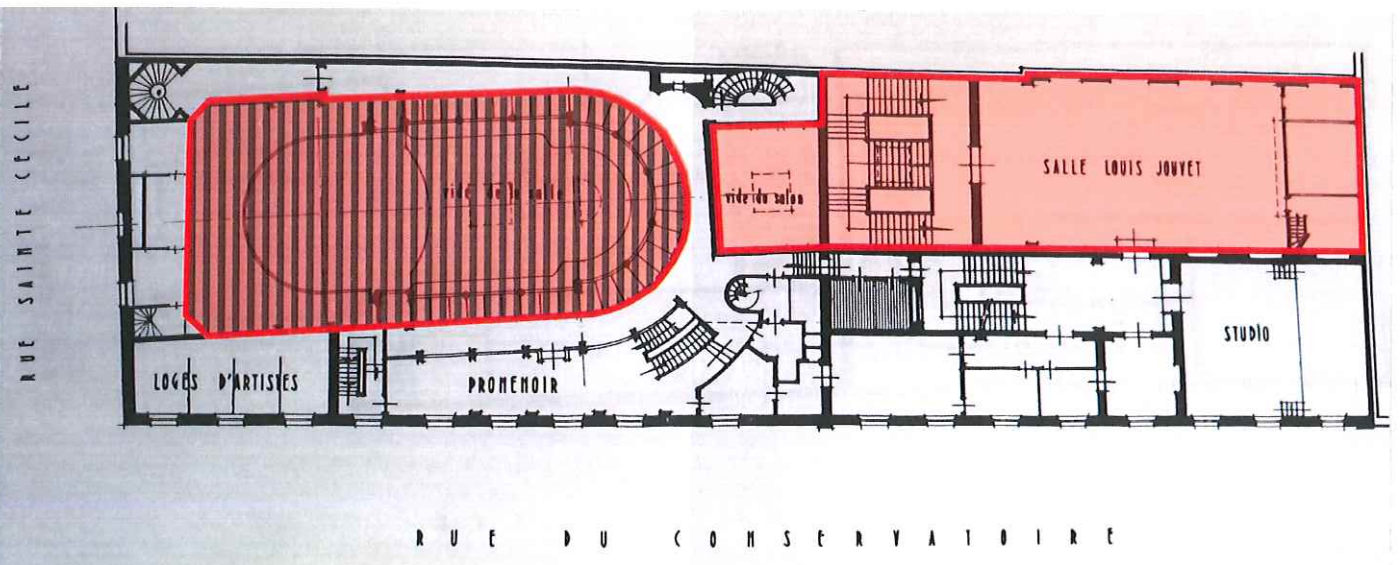 RUE SAINTE CECILE
vide de la salle
vide du salon
SALLE LOUIS JOUVET
STUDIO
LOGES D'ARTISTES
PROMENOIR
RUE DU CONSERVATOIRE